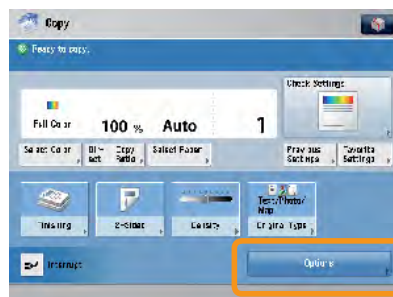 Copy
Ready to copy.
Check Settings
Full Color
100 %
Auto
1
Select Color
Copy Ratio
Select Paper
Previous Settings
Favorite Settings
Finishing
2-Sided
Density
Text/Photo/
Map
Original Type
Interrupt
Options